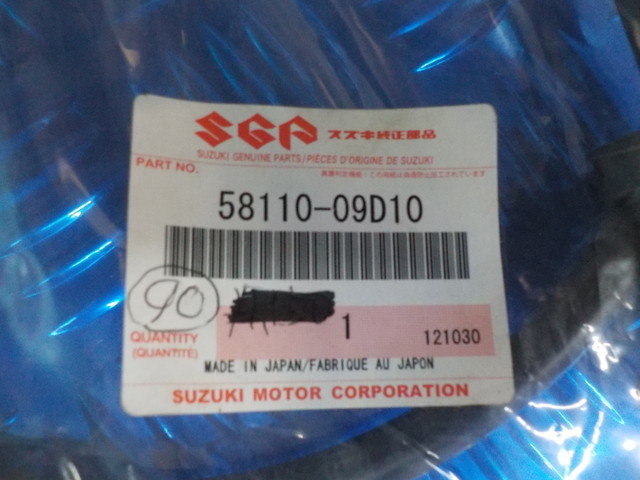 SGP スズキ純正部品
SUZUKI GENUINE PARTS/PIÈCES D'ORIGINE DE SUZUKI
PART NO.
58110-09D10
90
QUANTITY
(QUANTITÉ)
1
121030
MADE IN JAPAN/FABRIQUE AU JAPON
SUZUKI MOTOR CORPORATION